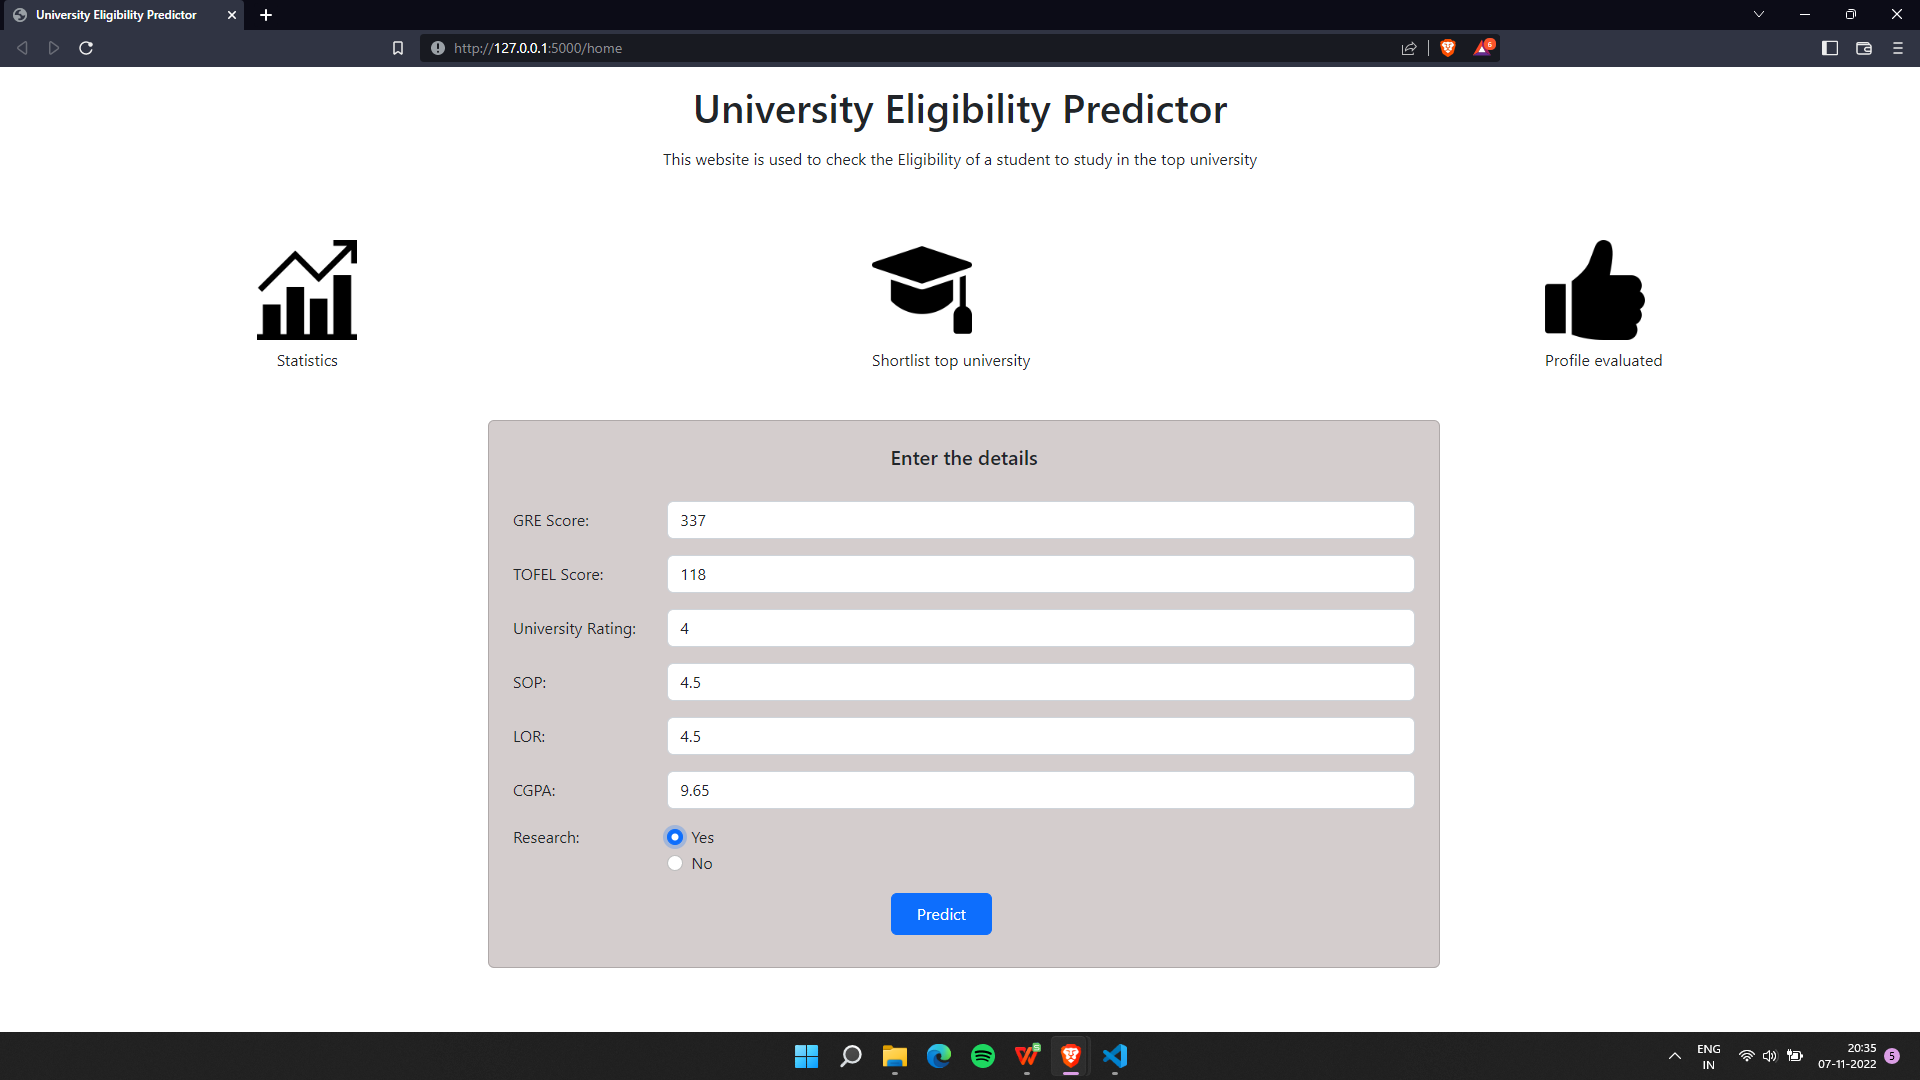 University Eligibility Predictor
http://127.0.0.1:5000/home
6
University Eligibility Predictor
This website is used to check the Eligibility of a student to study in the top university
Statistics
Shortlist top university
Profile evaluated
Enter the details
GRE Score: 337
TOFEL Score: 118
University Rating: 4
SOP: 4.5
LOR: 4.5
CGPA: 9.65
Research: Yes
No
Predict
ENG
IN
20:35
07-11-2022
5